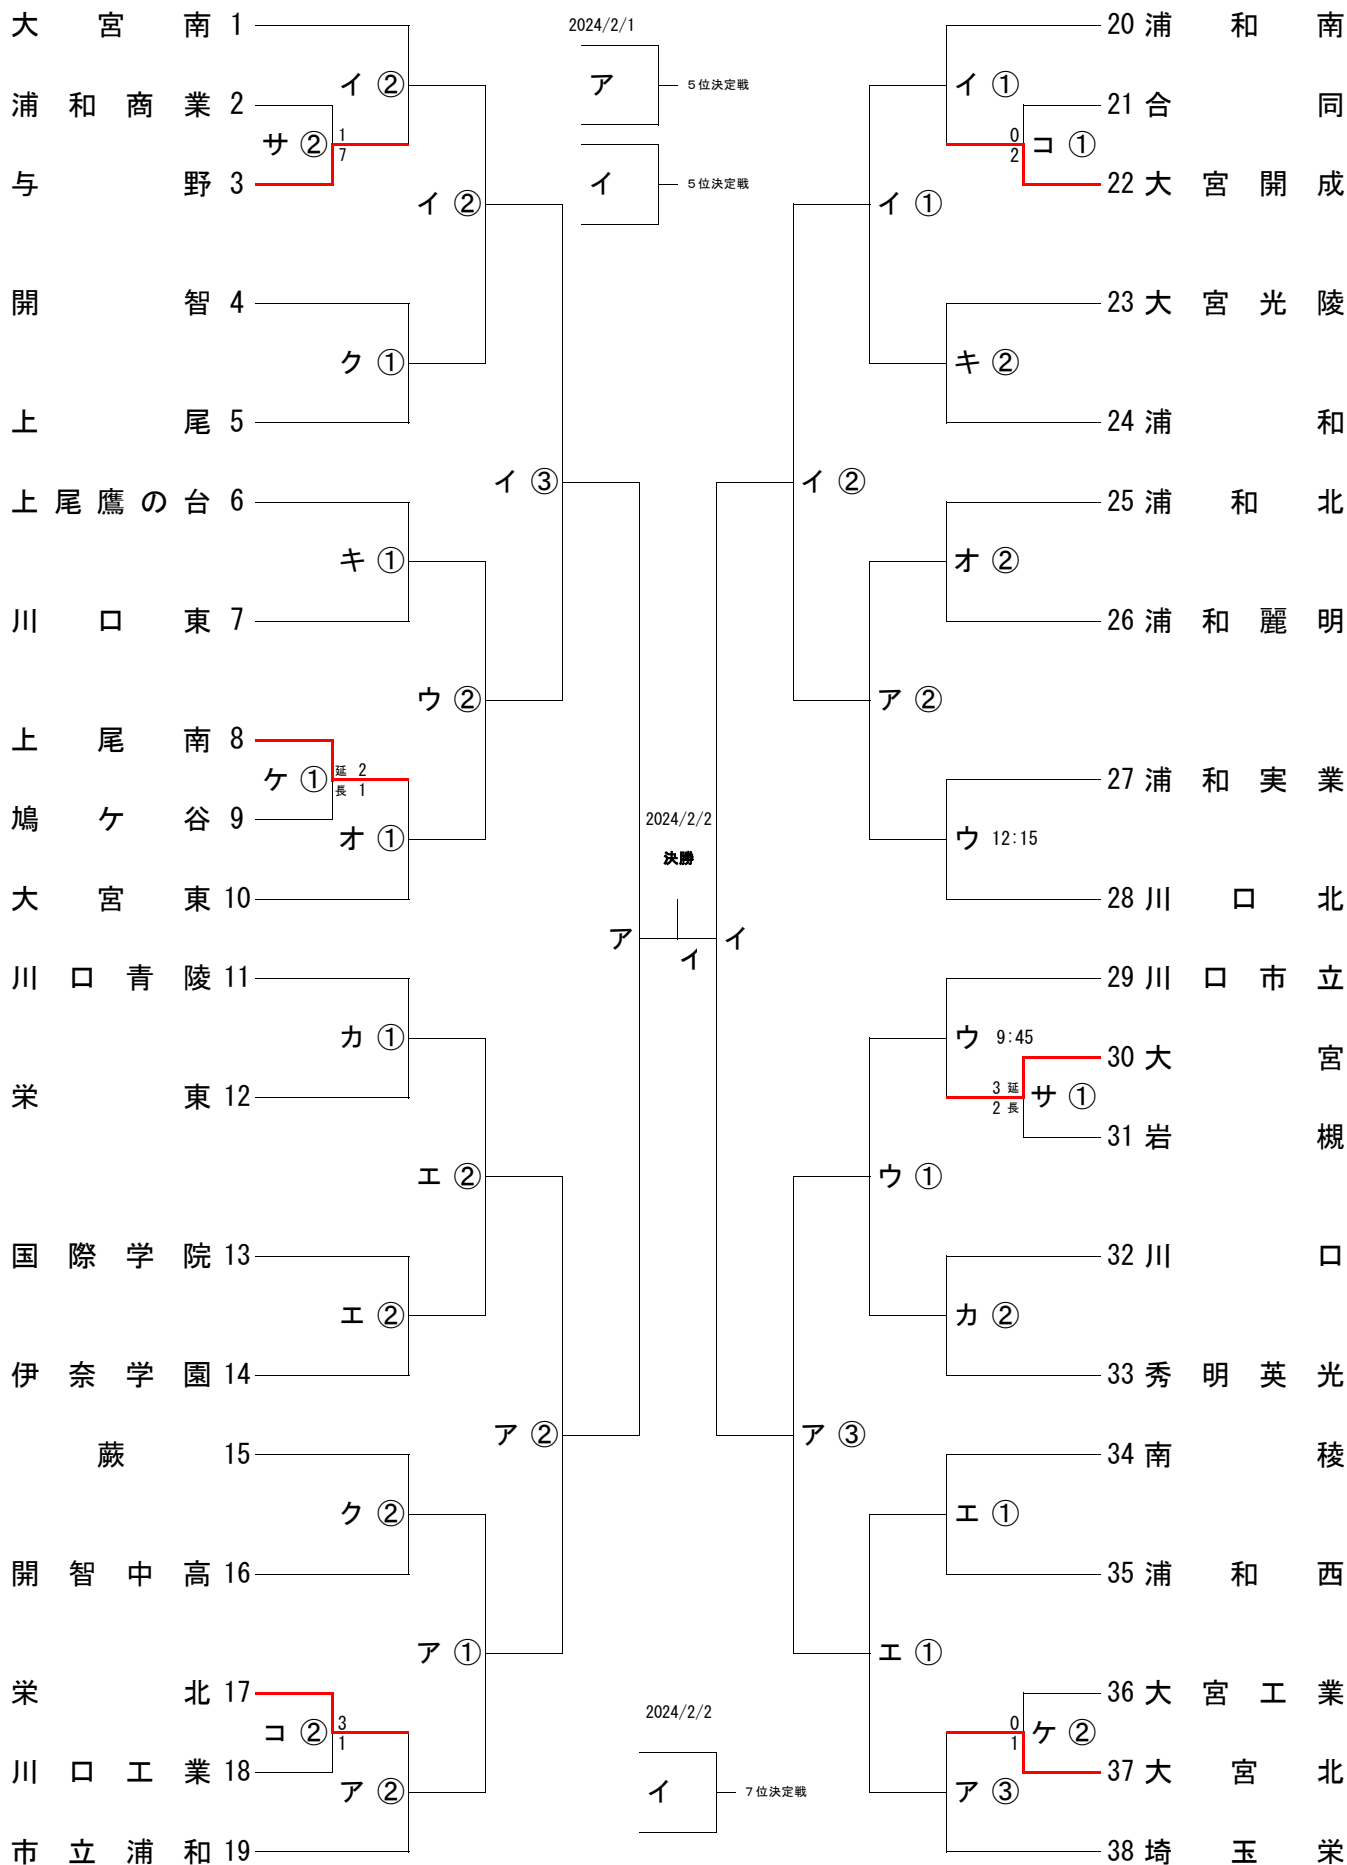 大宮南 1
イ ②
浦和商業 2
サ ② 1
7
与野 3
イ ②
開智 4
ク ①
上尾 5
イ ③
上尾鷹の台 6
キ ①
川口東 7
ウ ②
上尾南 8
ケ ① 延 2
長 1
鳩ケ谷 9
オ ①
大宮東 10
川口青陵 11
カ ①
栄東 12
エ ②
国際学院 13
エ ②
伊奈学園 14
ア ②
蕨 15
ク ②
開智中高 16
ア ①
栄北 17
コ ② 3
1
川口工業 18
ア ②
市立浦和 19
2024/2/1
ア 5位決定戦
イ 5位決定戦
2024/2/2
決勝
ア イ
イ
2024/2/2
イ 7位決定戦
20 浦和南
イ ①
21 合同
0 コ ①
2
22 大宮開成
イ ①
23 大宮光陵
キ ②
24 浦和
イ ②
25 浦和北
オ ②
26 浦和麗明
ア ②
27 浦和実業
ウ 12:15
28 川口北
29 川口市立
ウ 9:45
30 大宮
3 延 サ ①
2 長
31 岩槻
ウ ①
32 川口
カ ②
33 秀明英光
ア ③
34 南稜
エ ①
35 浦和西
エ ①
36 大宮工業
0 ケ ②
1
37 大宮北
ア ③
38 埼玉栄